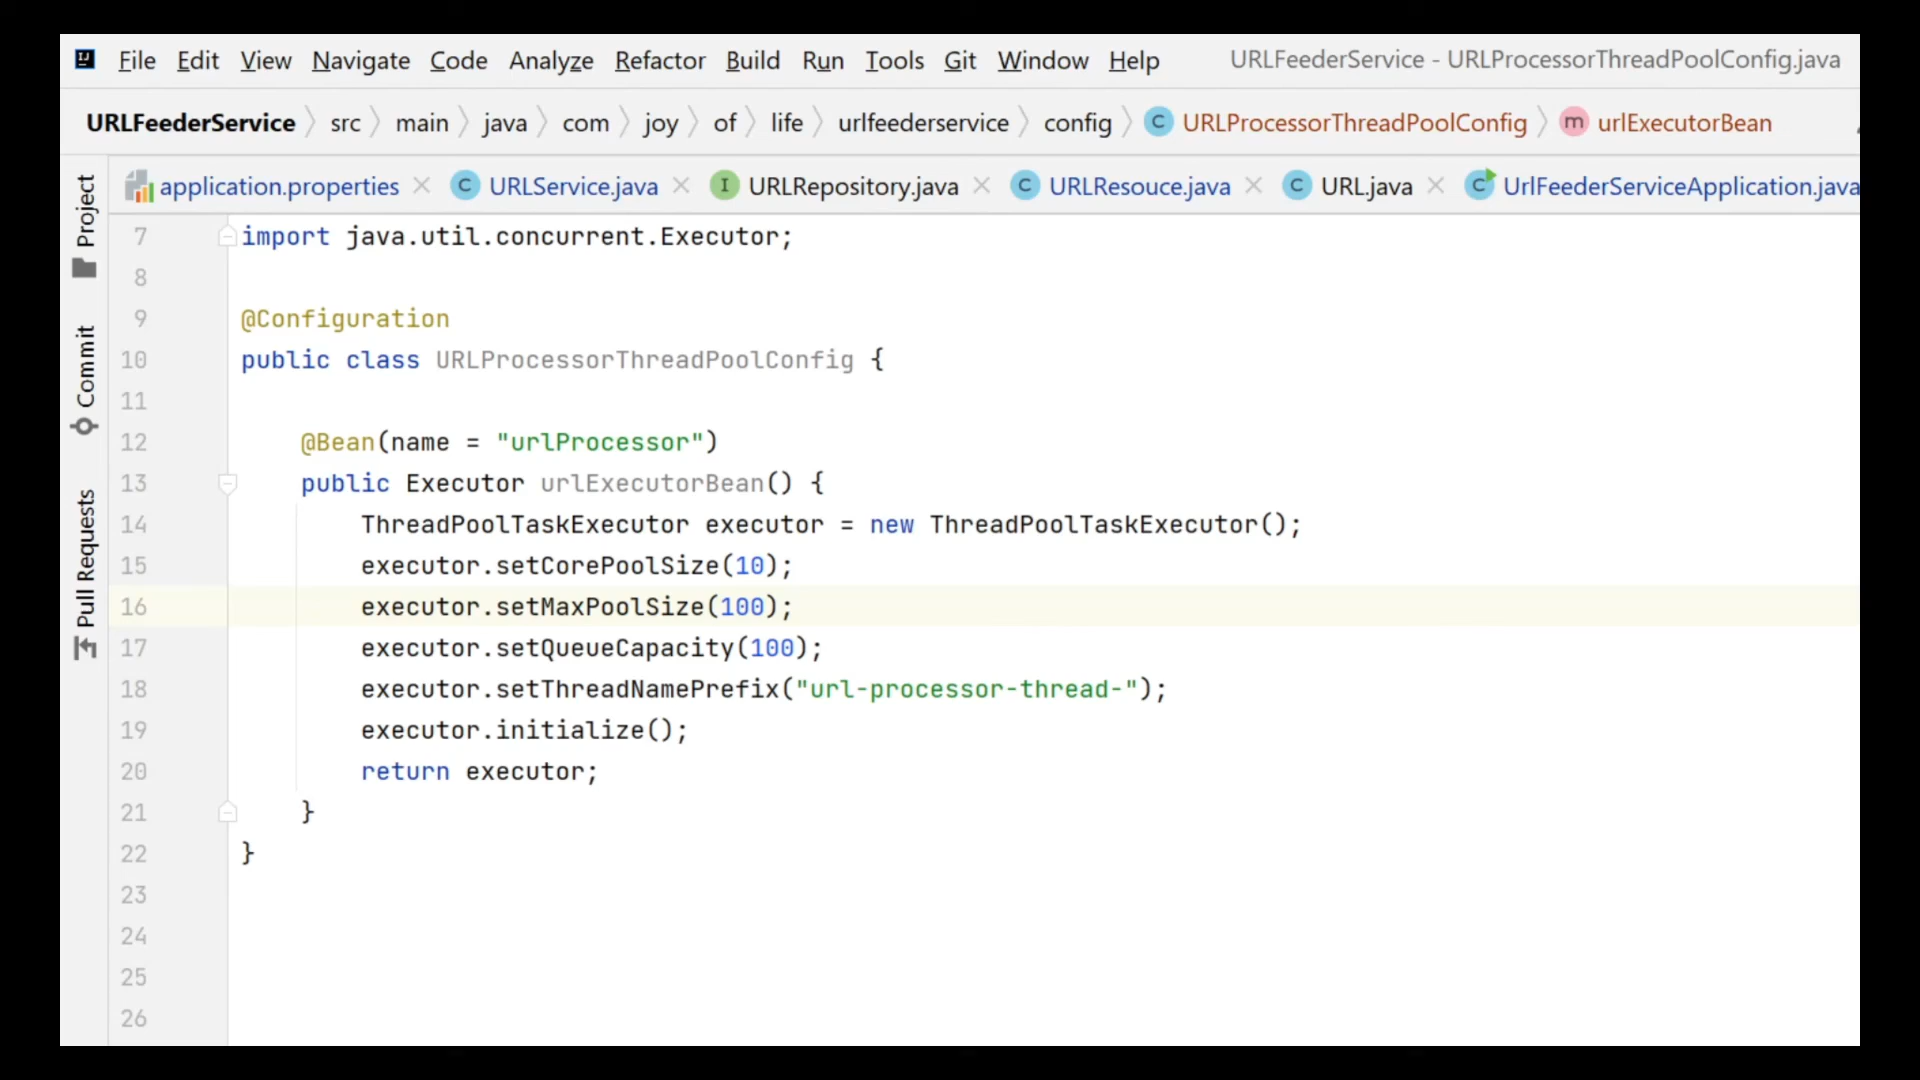 File Edit View Navigate Code Analyze Refactor Build Run Tools Git Window Help URLFeederService - URLProcessorThreadPoolConfig.java
URLFeederService src main java com joy of life urlfeederservice config C URLProcessorThreadPoolConfig m urlExecutorBean
application.properties C URLService.java I URLRepository.java C URLResouce.java C URL.java C UrlFeederServiceApplication.java
Project
Commit
Pull Requests
7 import java.util.concurrent.Executor;
8
9 @Configuration
10 public class URLProcessorThreadPoolConfig {
11
12 @Bean(name = "urlProcessor")
13 public Executor urlExecutorBean() {
14 ThreadPoolTaskExecutor executor = new ThreadPoolTaskExecutor();
15 executor.setCorePoolSize(10);
16 executor.setMaxPoolSize(100);
17 executor.setQueueCapacity(100);
18 executor.setThreadNamePrefix("url-processor-thread-");
19 executor.initialize();
20 return executor;
21 }
22 }
23
24
25
26